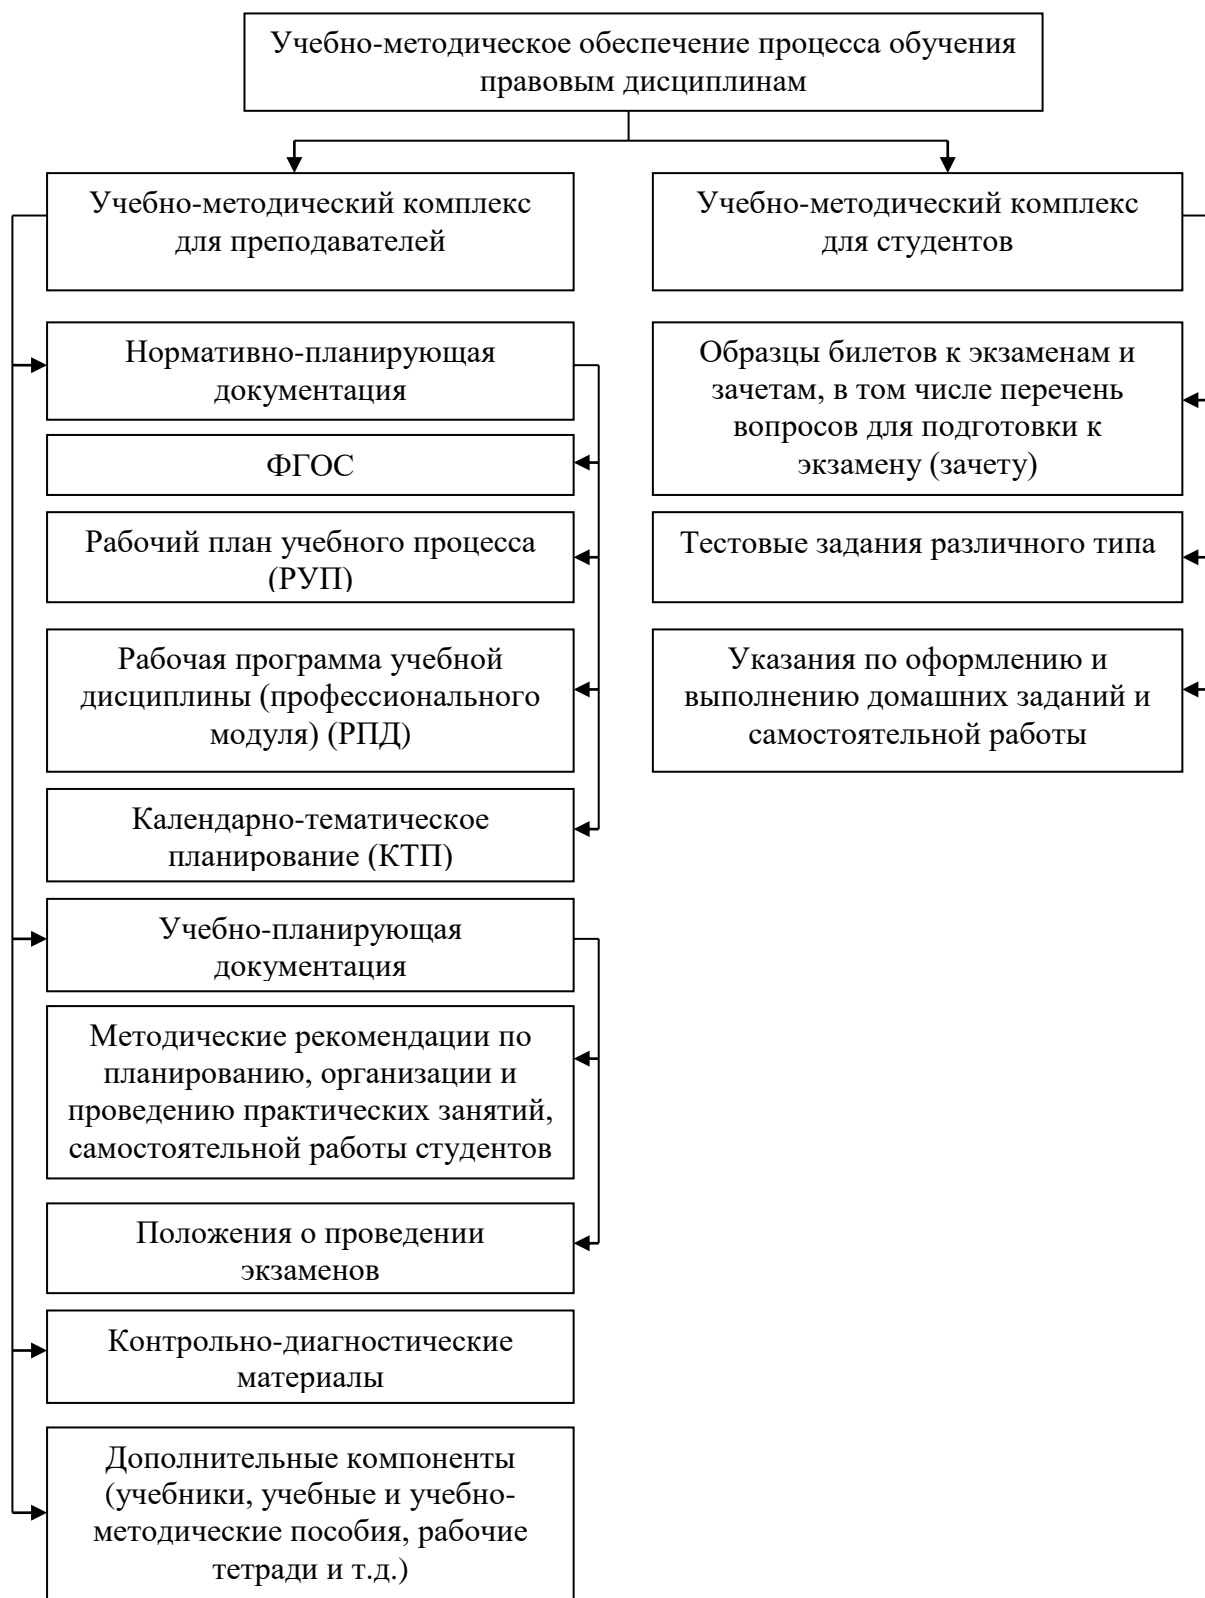 Учебно-методическое обеспечение процесса обучения
правовым дисциплинам
Учебно-методический комплекс
для преподавателей
Учебно-методический комплекс
для студентов
Нормативно-планирующая
документация
ФГОС
Рабочий план учебного процесса
(РУП)
Рабочая программа учебной
дисциплины (профессионального
модуля) (РПД)
Календарно-тематическое
планирование (КТП)
Учебно-планирующая
документация
Методические рекомендации по
планированию, организации и
проведению практических занятий,
самостоятельной работы студентов
Положения о проведении
экзаменов
Контрольно-диагностические
материалы
Дополнительные компоненты
(учебники, учебные и учебно-
методические пособия, рабочие
тетради и т.д.)
Образцы билетов к экзаменам и
зачетам, в том числе перечень
вопросов для подготовки к
экзамену (зачету)
Тестовые задания различного типа
Указания по оформлению и
выполнению домашних заданий и
самостоятельной работы